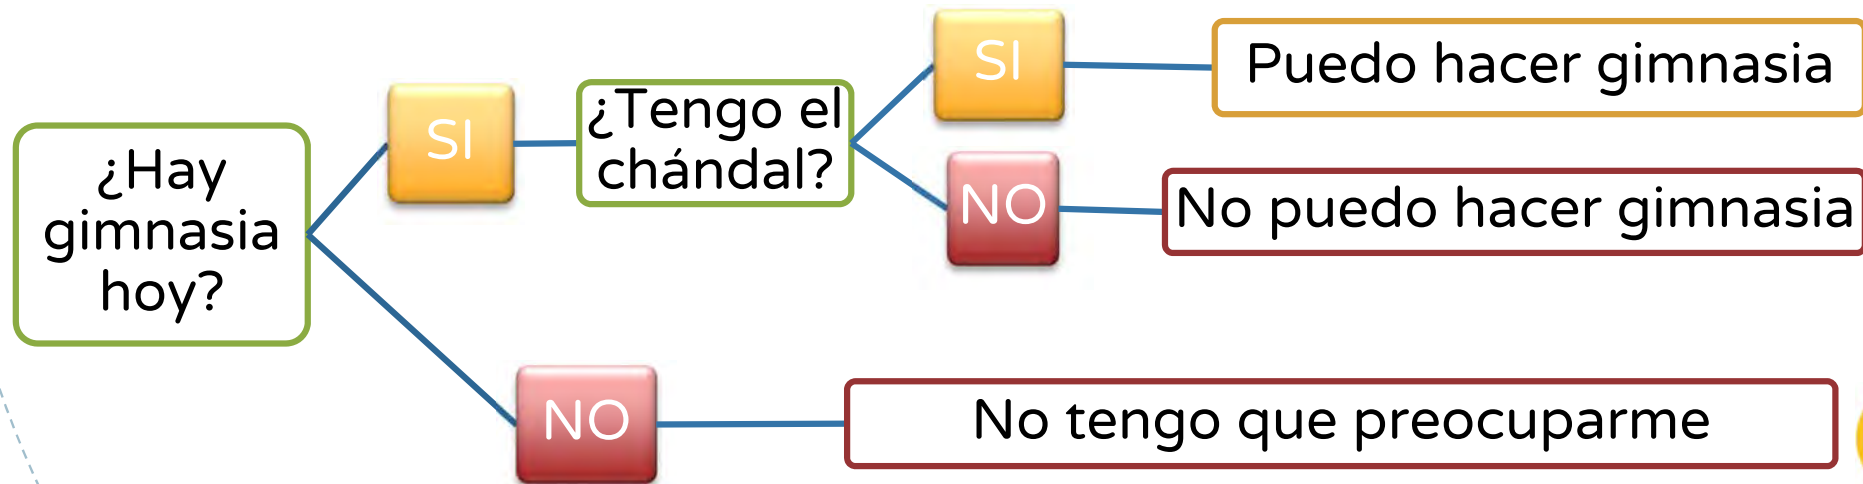 ¿Hay
gimnasia
hoy?
SI
¿Tengo el
chándal?
SI
Puedo hacer gimnasia
NO
No puedo hacer gimnasia
NO
No tengo que preocuparme